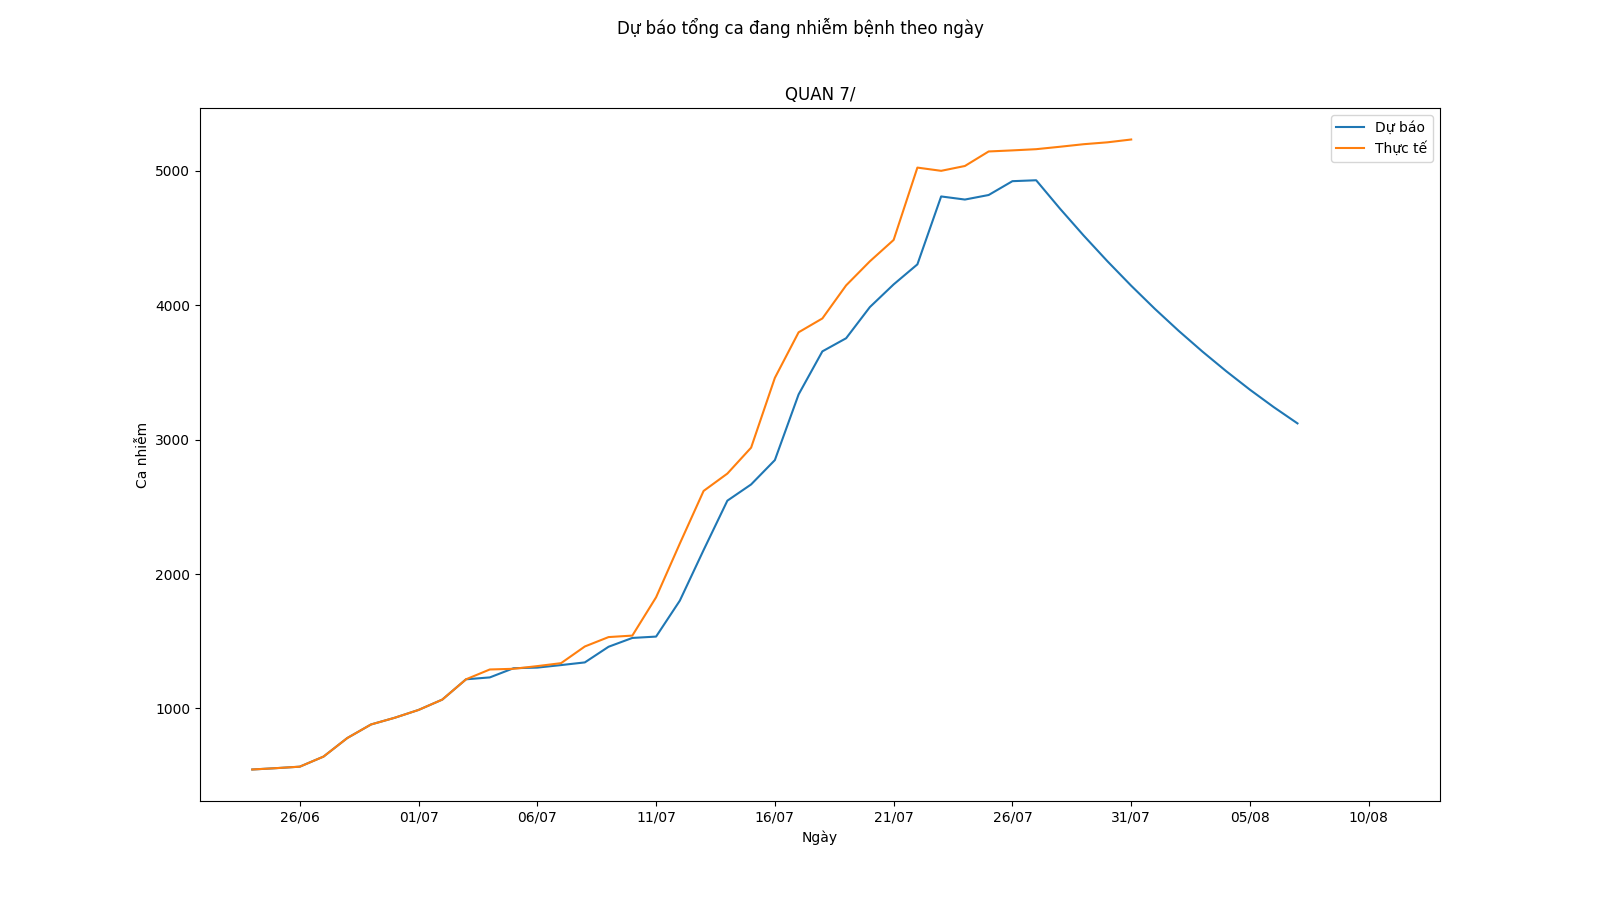 Dự báo tổng ca đang nhiễm bệnh theo ngày
QUAN 7/
Dự báo
Thực tế
5000
4000
3000
2000
1000
Ca nhiễm
26/06
01/07
06/07
11/07
16/07
21/07
26/07
31/07
05/08
10/08
Ngày